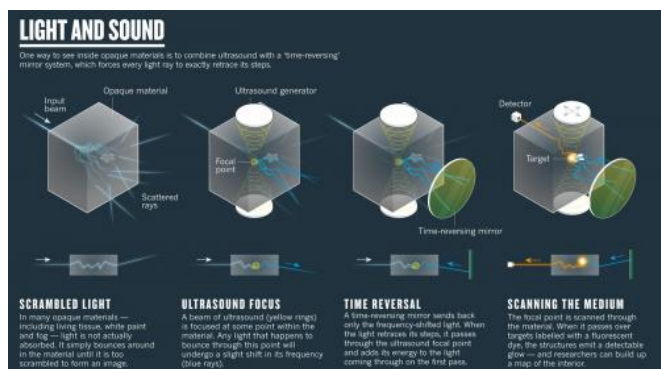 LIGHT AND SOUND
One way to see inside opaque materials is to combine ultrasound with a 'time-reversing'
mirror system, which forces every light ray to exactly retrace its steps.
Input
beam
Opaque material
Scattered
rays
Ultrasound generator
Focal
point
Time-reversing mirror
Detector
Target
SCRAMBLED LIGHT
In many opaque materials —
including living tissue, white paint
and fog — light is not actually
absorbed. It simply bounces around
in the material until it is too
scrambled to form an image.
ULTRASOUND FOCUS
A beam of ultrasound (yellow rings)
is focused at some point within the
material. Any light that happens to
bounce through this point will
undergo a slight shift in its frequency
(blue rays).
TIME REVERSAL
A time-reversing mirror sends back
only the frequency-shifted light. When
the light retraces its steps, it passes
through the ultrasound focal point
and adds its energy to the light
coming through on the first pass.
SCANNING THE MEDIUM
The focal point is scanned through
the material. When it passes over
targets labelled with a fluorescent
dye, the structures emit a detectable
glow — and researchers can build up
a map of the interior.